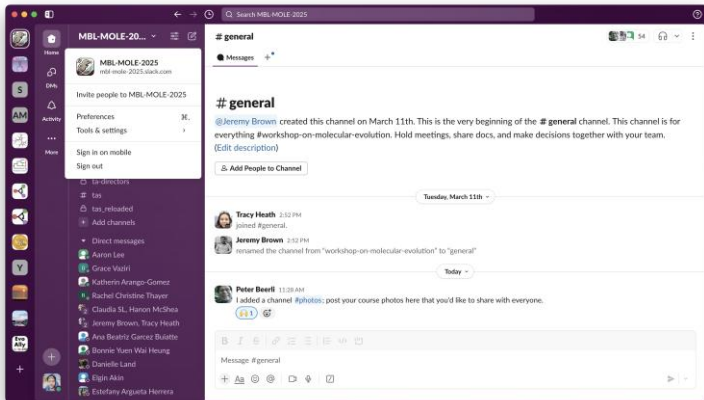 Search MBL-MOLE-2025
MBL-MOLE-20...
Home
DMs
Activity
More
S
AM
Y
Evo
Ally
MBL-MOLE-2025
mbl-mole-2025.slack.com
Invite people to MBL-MOLE-2025
Preferences ⌘,
Tools & settings
Sign in on mobile
Sign out
ta-directors
# tas
tas_reloaded
+ Add channels
Direct messages
Aaron Lee
Grace Vaziri
Katherin Arango-Gomez
Rachel Christine Thayer
Claudia SL, Hanon McShea
Jeremy Brown, Tracy Heath
Ana Beatriz Garcez Buiatte
Bonnie Yuen Wai Heung
Danielle Land
Elgin Akin
Estefany Argueta Herrera
# general
54
Messages
# general
@Jeremy Brown created this channel on March 11th. This is the very beginning of the # general channel. This channel is for
everything #workshop-on-molecular-evolution. Hold meetings, share docs, and make decisions together with your team.
(Edit description)
Add People to Channel
Tuesday, March 11th
Tracy Heath 2:52 PM
joined #general.
Jeremy Brown 2:52 PM
renamed the channel from "workshop-on-molecular-evolution" to "general"
Today
Peter Beerli 11:28 AM
I added a channel #photos; post your course photos here that you'd like to share with everyone.
1
B I S
Message #general
Aa